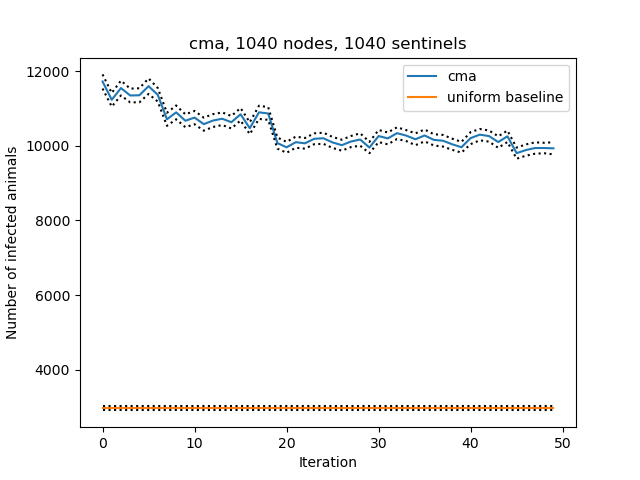 cma, 1040 nodes, 1040 sentinels
12000
10000
8000
6000
4000
Number of infected animals
cma
uniform baseline
0
10
20
30
40
50
Iteration